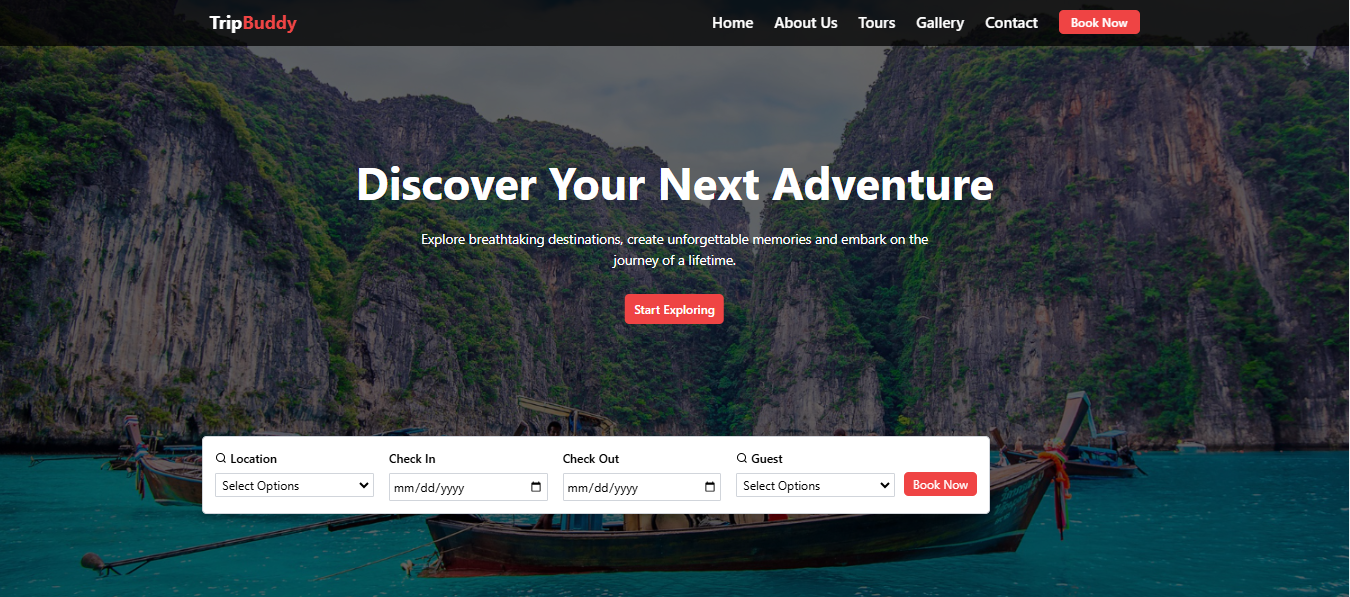 TripBuddy
Home About Us Tours Gallery Contact Book Now
Discover Your Next Adventure
Explore breathtaking destinations, create unforgettable memories and embark on the
journey of a lifetime.
Start Exploring
Location Check In Check Out Guest
Select Options mm/dd/yyyy mm/dd/yyyy Select Options Book Now